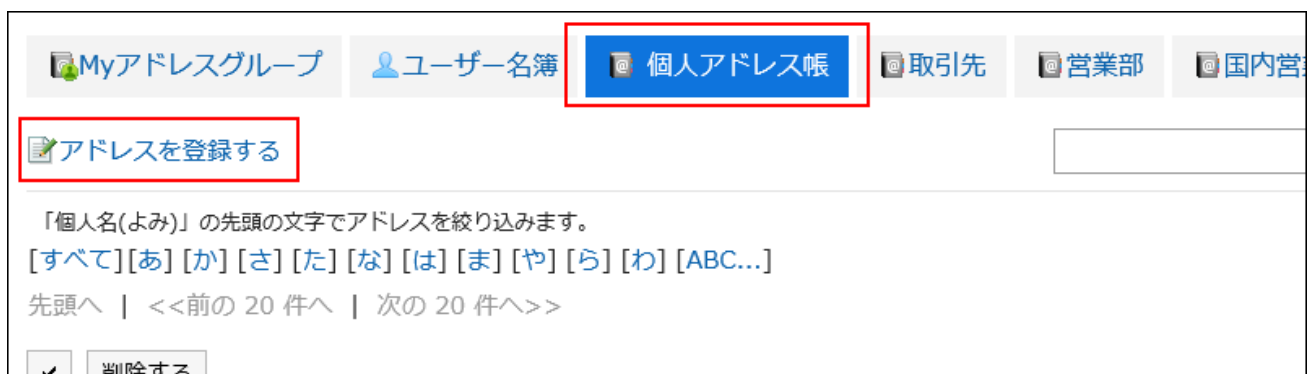 Myアドレスグループ ユーザー名簿 個人アドレス帳 取引先 営業部 国内営
アドレスを登録する
「個人名(よみ)」の先頭の文字でアドレスを絞り込みます。
[すべて][あ] [か] [さ] [た] [な] [は] [ま] [や] [ら] [わ] [ABC...]
先頭へ | <<前の 20 件へ | 次の 20 件へ>>
削除する